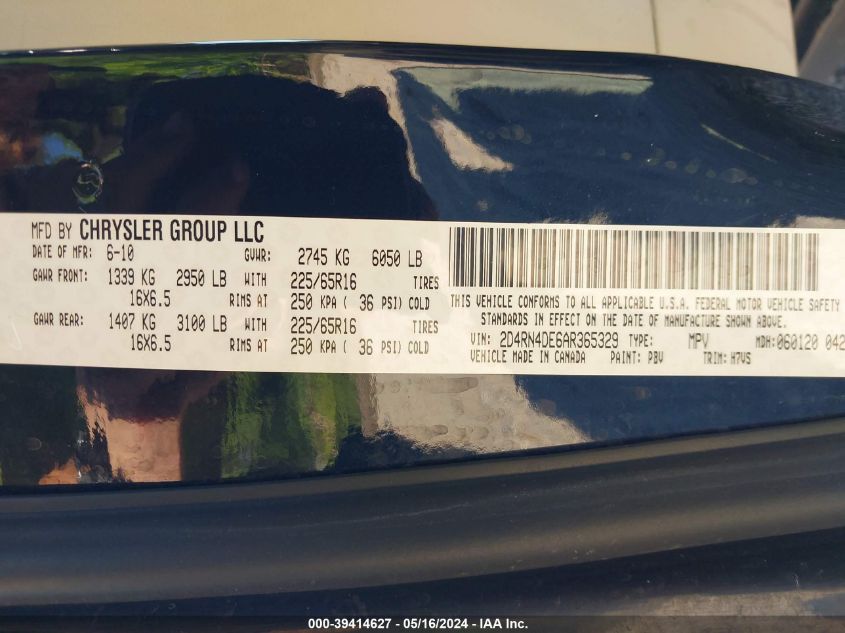 MFD BY CHRYSLER GROUP LLC
DATE OF MFR: 6-10 GVWR: 2745 KG 6050 LB
GAWR FRONT: 1339 KG 2950 LB WITH 225/65R16 TIRES
16X6.5 RIMS AT 250 KPA ( 36 PSI) COLD
GAWR REAR: 1407 KG 3100 LB WITH 225/65R16 TIRES
16X6.5 RIMS AT 250 KPA ( 36 PSI) COLD
THIS VEHICLE CONFORMS TO ALL APPLICABLE U.S.A. FEDERAL MOTOR VEHICLE SAFETY
STANDARDS IN EFFECT ON THE DATE OF MANUFACTURE SHOWN ABOVE.
VIN: 2D4RN4DE6AR365329 TYPE: MPV MDH: 060120 042
VEHICLE MADE IN CANADA PAINT: PBV TRIM: H7V5
000-39414627 - 05/16/2024 - IAA Inc.